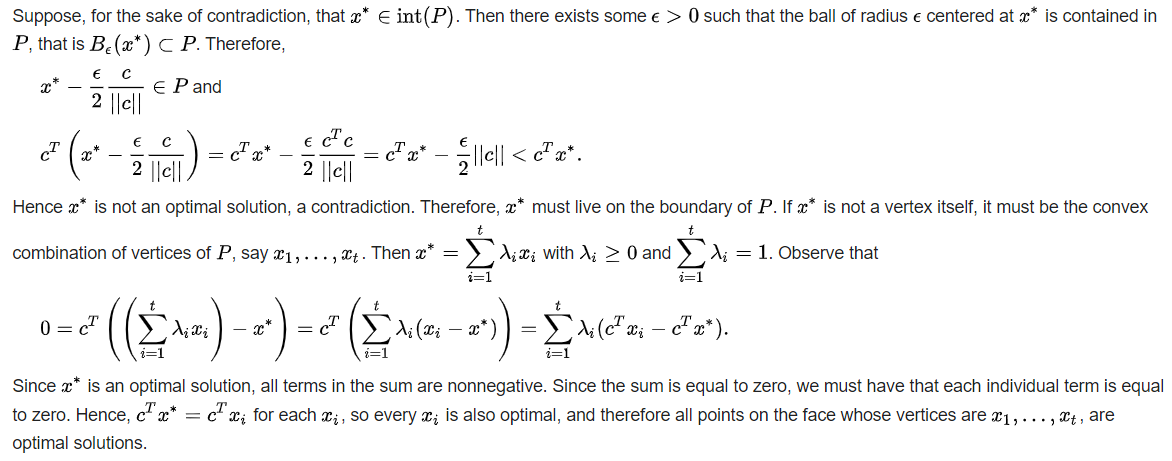 Suppose, for the sake of contradiction, that $x^* \in \mathrm{int}(P)$. Then there exists some $\epsilon > 0$ such that the ball of radius $\epsilon$ centered at $x^*$ is contained in
$P$, that is $B_\epsilon(x^*) \subset P$. Therefore,
$x^* - \frac{\epsilon}{2} \frac{c}{||c||} \in P$ and
$c^T \left( x^* - \frac{\epsilon}{2} \frac{c}{||c||} \right) = c^T x^* - \frac{\epsilon}{2} \frac{c^T c}{||c||} = c^T x^* - \frac{\epsilon}{2} ||c|| < c^T x^*.$
Hence $x^*$ is not an optimal solution, a contradiction. Therefore, $x^*$ must live on the boundary of $P$. If $x^*$ is not a vertex itself, it must be the convex
combination of vertices of $P$, say $x_1, \ldots, x_t$. Then $x^* = \sum_{i=1}^{t} \lambda_i x_i$ with $\lambda_i \geq 0$ and $\sum_{i=1}^{t} \lambda_i = 1$. Observe that
$0 = c^T \left( \left( \sum_{i=1}^{t} \lambda_i x_i \right) - x^* \right) = c^T \left( \sum_{i=1}^{t} \lambda_i (x_i - x^*) \right) = \sum_{i=1}^{t} \lambda_i (c^T x_i - c^T x^*).$
Since $x^*$ is an optimal solution, all terms in the sum are nonnegative. Since the sum is equal to zero, we must have that each individual term is equal
to zero. Hence, $c^T x^* = c^T x_i$ for each $x_i$, so every $x_i$ is also optimal, and therefore all points on the face whose vertices are $x_1, \ldots, x_t$, are
optimal solutions.